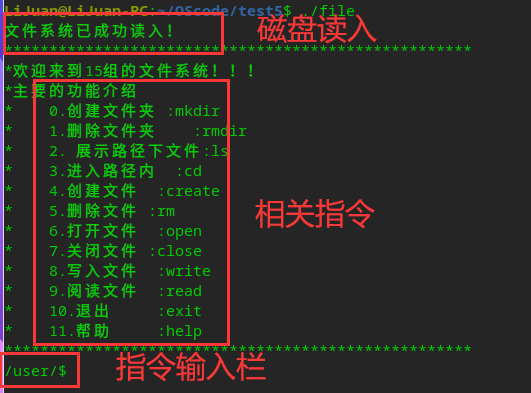 LiJuan@LiJuan-PC:~/OScode/test5$ ./file
文件系统已成功读入!
磁盘读入
****************************************************
*欢迎来到15组的文件系统!!!
*主要的功能介绍
* 0.创建文件夹 :mkdir
* 1.删除文件夹 :rmdir
* 2. 展示路径下文件:ls
* 3.进入路径内 :cd
* 4.创建文件 :create
* 5.删除文件 :rm
* 6.打开文件 :open
* 7.关闭文件 :close
* 8.写入文件 :write
* 9.阅读文件 :read
* 10.退出 :exit
* 11.帮助 :help
相关指令
****************************************************
/user/$
指令输入栏